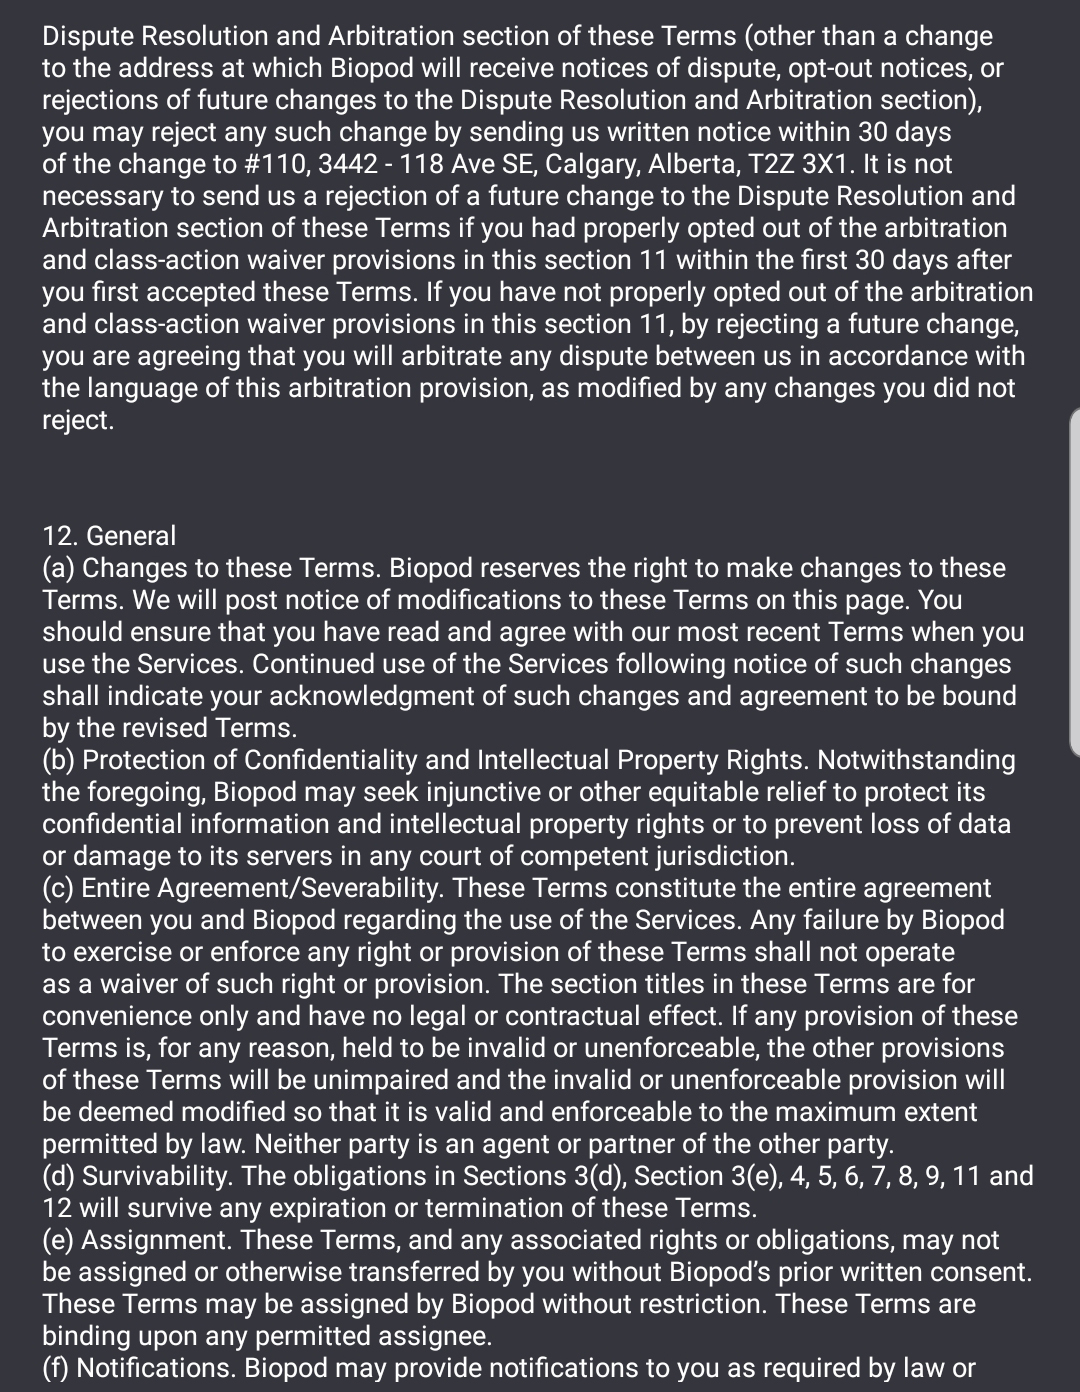 Dispute Resolution and Arbitration section of these Terms (other than a change
to the address at which Biopod will receive notices of dispute, opt-out notices, or
rejections of future changes to the Dispute Resolution and Arbitration section),
you may reject any such change by sending us written notice within 30 days
of the change to #110, 3442 - 118 Ave SE, Calgary, Alberta, T2Z 3X1. It is not
necessary to send us a rejection of a future change to the Dispute Resolution and
Arbitration section of these Terms if you had properly opted out of the arbitration
and class-action waiver provisions in this section 11 within the first 30 days after
you first accepted these Terms. If you have not properly opted out of the arbitration
and class-action waiver provisions in this section 11, by rejecting a future change,
you are agreeing that you will arbitrate any dispute between us in accordance with
the language of this arbitration provision, as modified by any changes you did not
reject.
12. General
(a) Changes to these Terms. Biopod reserves the right to make changes to these
Terms. We will post notice of modifications to these Terms on this page. You
should ensure that you have read and agree with our most recent Terms when you
use the Services. Continued use of the Services following notice of such changes
shall indicate your acknowledgment of such changes and agreement to be bound
by the revised Terms.
(b) Protection of Confidentiality and Intellectual Property Rights. Notwithstanding
the foregoing, Biopod may seek injunctive or other equitable relief to protect its
confidential information and intellectual property rights or to prevent loss of data
or damage to its servers in any court of competent jurisdiction.
(c) Entire Agreement/Severability. These Terms constitute the entire agreement
between you and Biopod regarding the use of the Services. Any failure by Biopod
to exercise or enforce any right or provision of these Terms shall not operate
as a waiver of such right or provision. The section titles in these Terms are for
convenience only and have no legal or contractual effect. If any provision of these
Terms is, for any reason, held to be invalid or unenforceable, the other provisions
of these Terms will be unimpaired and the invalid or unenforceable provision will
be deemed modified so that it is valid and enforceable to the maximum extent
permitted by law. Neither party is an agent or partner of the other party.
(d) Survivability. The obligations in Sections 3(d), Section 3(e), 4, 5, 6, 7, 8, 9, 11 and
12 will survive any expiration or termination of these Terms.
(e) Assignment. These Terms, and any associated rights or obligations, may not
be assigned or otherwise transferred by you without Biopod's prior written consent.
These Terms may be assigned by Biopod without restriction. These Terms are
binding upon any permitted assignee.
(f) Notifications. Biopod may provide notifications to you as required by law or